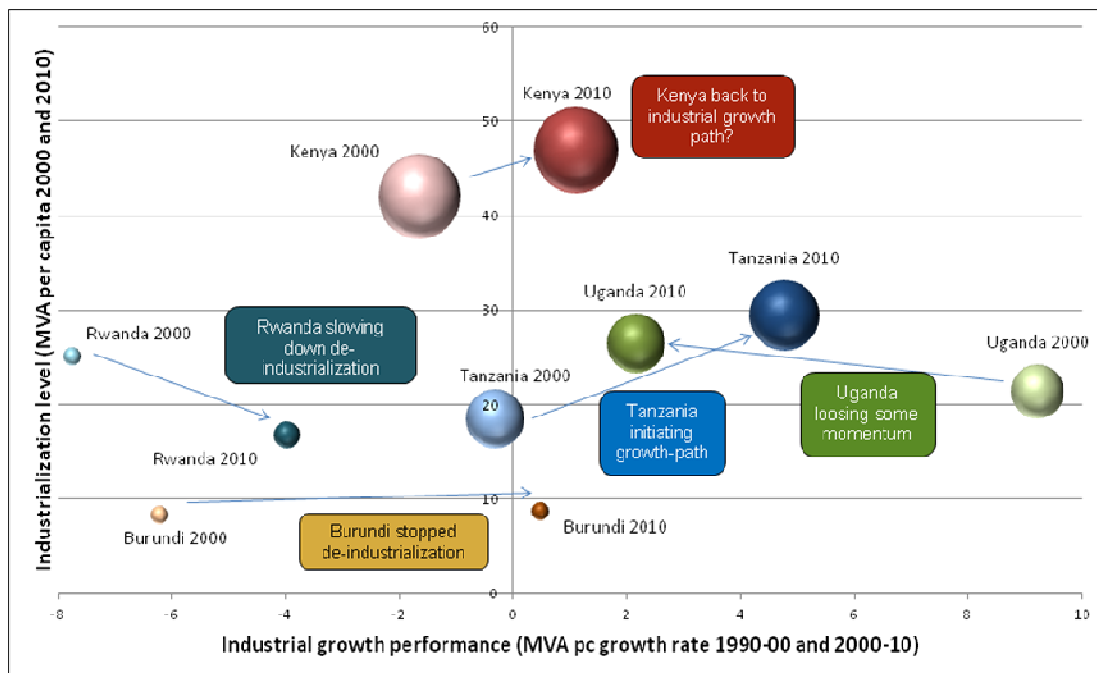 60
Kenya 2010
Kenya back to
industrial growth
path?
50
Kenya 2000
40
Tanzania 2010
Uganda 2010
30
Rwanda 2000
Rwanda slowing
down de-
industrialization
Uganda 2000
Tanzania 2000
20
Tanzania
initiating
growth-path
Uganda
loosing some
momentum
Rwanda 2010
10
Burundi 2000
Burundi stopped
de-industrialization
Burundi 2010
0
-8 -6 -4 -2 0 2 4 6 8 10
Industrialization level (MVA per capita 2000 and 2010)
Industrial growth performance (MVA pc growth rate 1990-00 and 2000-10)